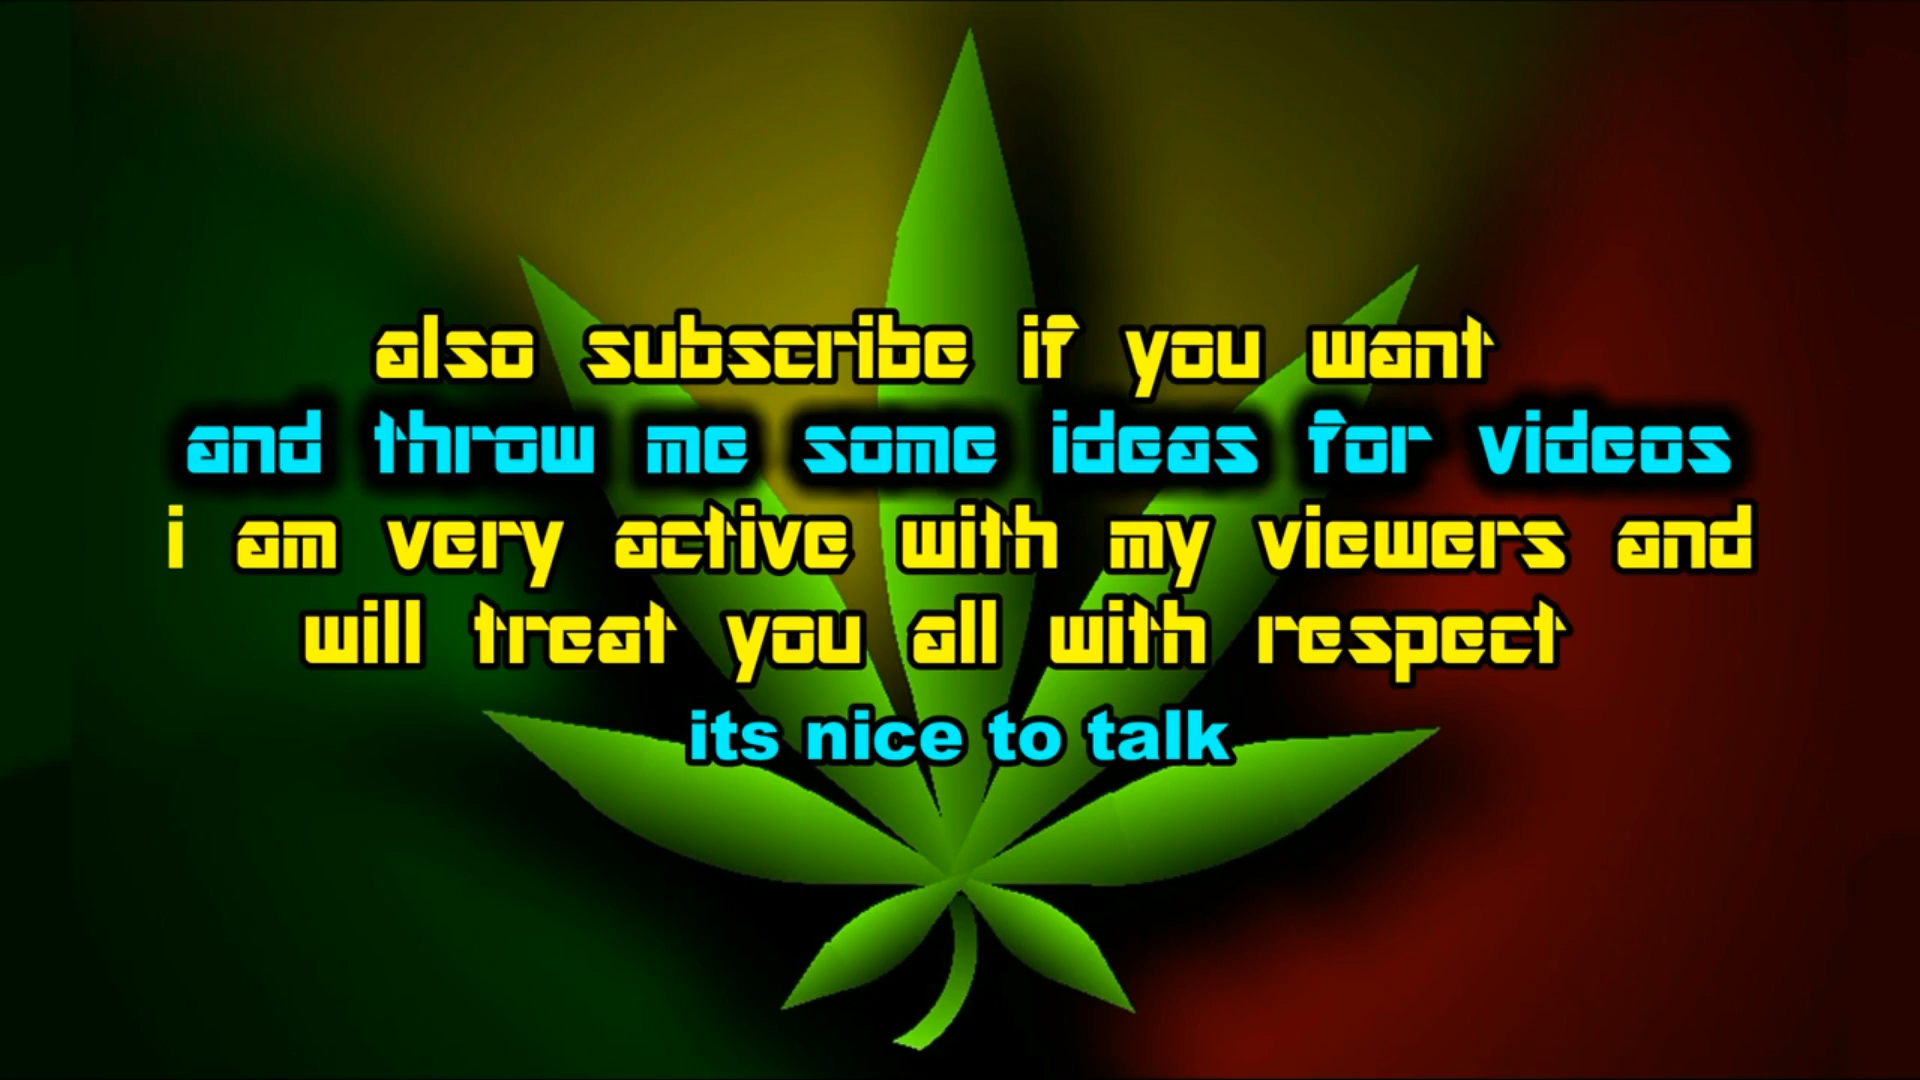 also subscribe if you want
and throw me some ideas for videos
i am very active with my viewers and
will treat you all with respect
its nice to talk